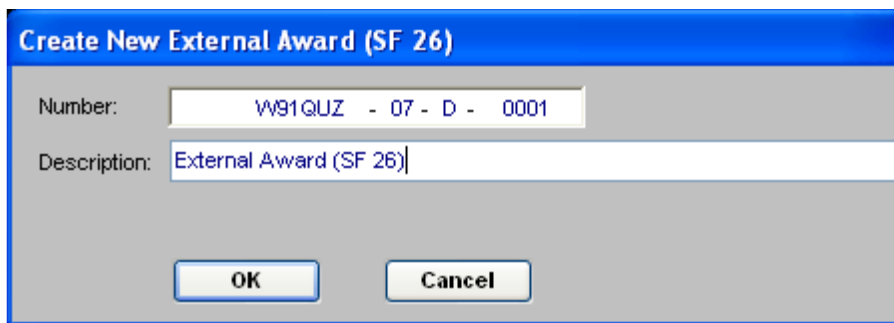 Create New External Award (SF 26)
Number: W91QUZ - 07 - D - 0001
Description: External Award (SF 26)
OK Cancel